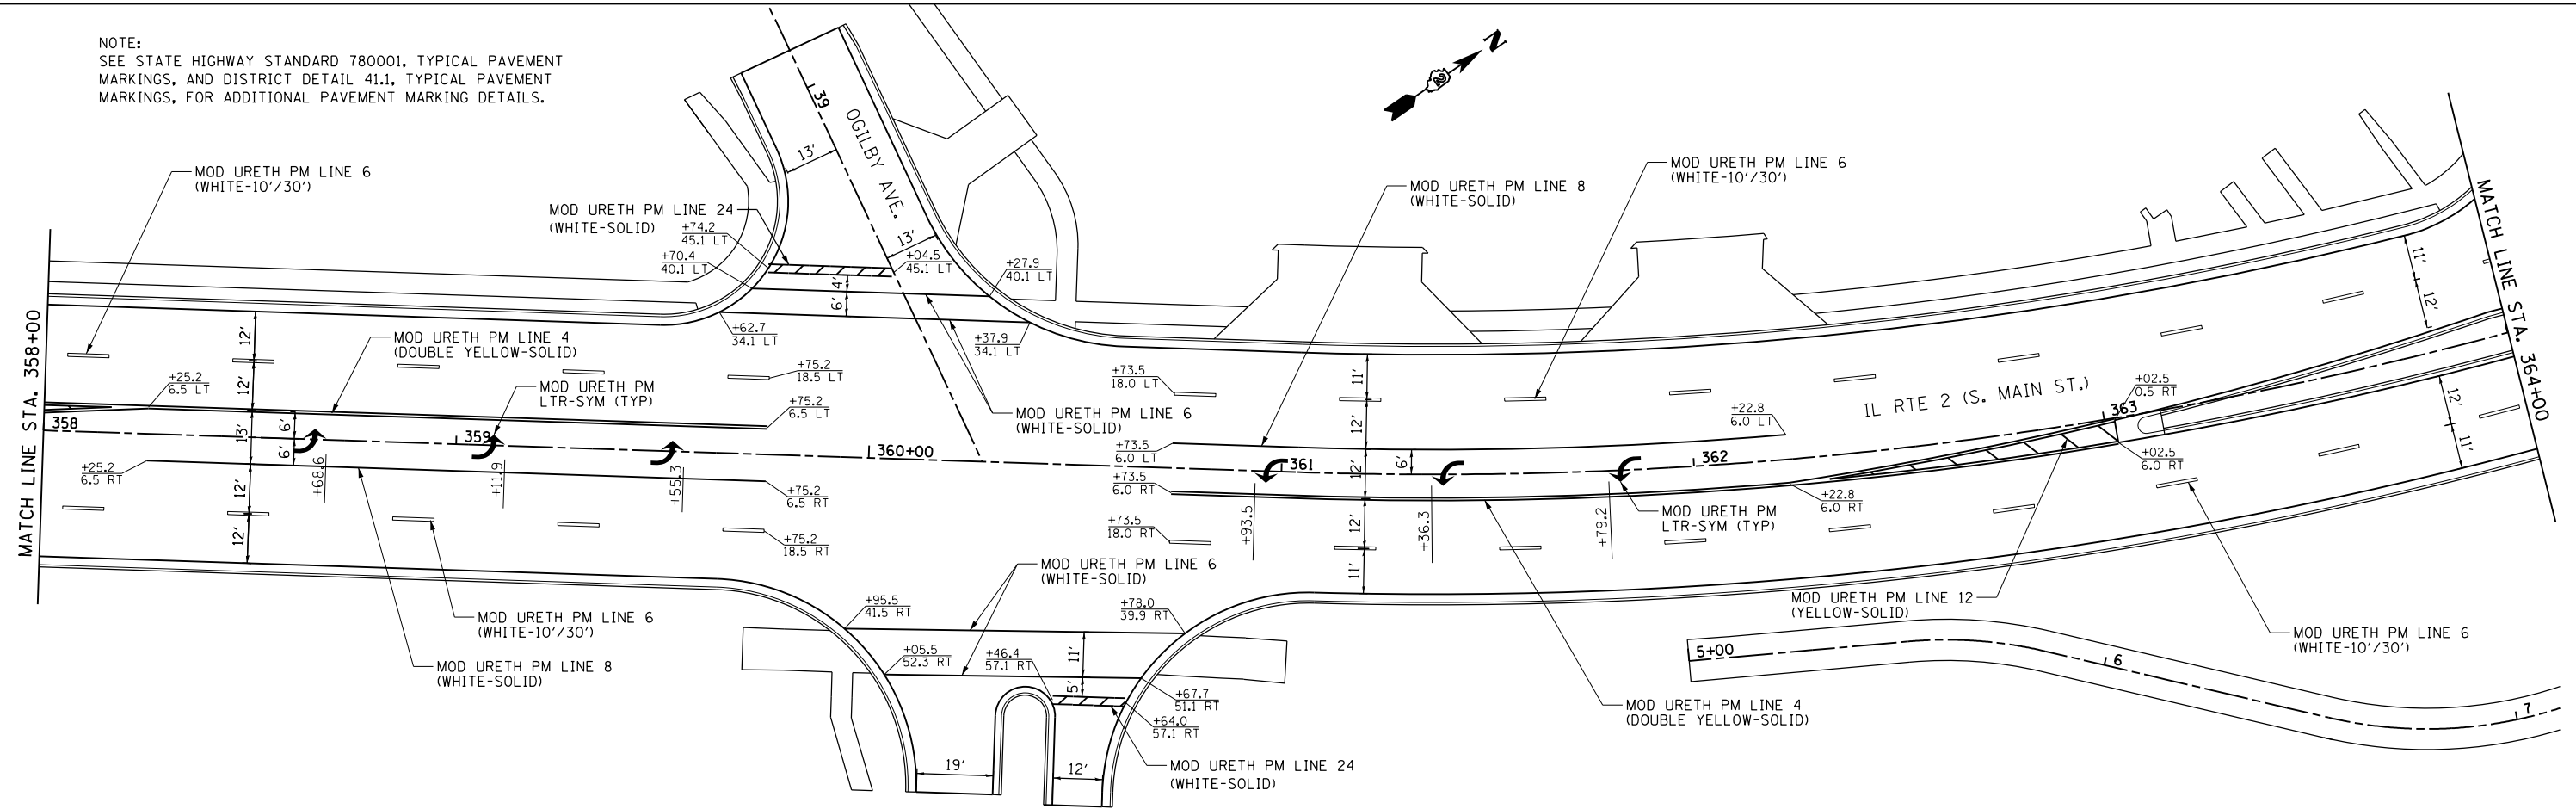 NOTE:
SEE STATE HIGHWAY STANDARD 780001, TYPICAL PAVEMENT
MARKINGS, AND DISTRICT DETAIL 41.1, TYPICAL PAVEMENT
MARKINGS, FOR ADDITIONAL PAVEMENT MARKING DETAILS.
N
2
39
OGILBY AVE.
13'
13'
MOD URETH PM LINE 6
(WHITE-10'/30')
MOD URETH PM LINE 24
(WHITE-SOLID)
+74.2
45.1 LT
+70.4
40.1 LT
+04.5
45.1 LT
+27.9
40.1 LT
4'
6'
+62.7
34.1 LT
+37.9
34.1 LT
MOD URETH PM LINE 8
(WHITE-SOLID)
MOD URETH PM LINE 6
(WHITE-10'/30')
MATCH LINE STA. 358+00
MATCH LINE STA. 364+00
12'
12'
13'
6'
6'
12'
12'
MOD URETH PM LINE 4
(DOUBLE YELLOW-SOLID)
+25.2
6.5 LT
MOD URETH PM
LTR-SYM (TYP)
+75.2
18.5 LT
+75.2
6.5 LT
MOD URETH PM LINE 6
(WHITE-SOLID)
358
359
360+00
361
362
363
+25.2
6.5 RT
+68.6
+11.9
+55.3
+75.2
6.5 RT
+75.2
18.5 RT
+73.5
18.0 LT
+73.5
6.0 LT
+73.5
6.0 RT
+73.5
18.0 RT
11'
12'
12'
6'
12'
11'
+93.5
+36.3
+79.2
+22.8
6.0 LT
IL RTE 2 (S. MAIN ST.)
+02.5
0.5 RT
+02.5
6.0 RT
+22.8
6.0 RT
MOD URETH PM
LTR-SYM (TYP)
11'
12'
12'
11'
MOD URETH PM LINE 6
(WHITE-10'/30')
MOD URETH PM LINE 8
(WHITE-SOLID)
MOD URETH PM LINE 6
(WHITE-SOLID)
+95.5
41.5 RT
+78.0
39.9 RT
+05.5
52.3 RT
+46.4
57.1 RT
11'
5'
+67.7
51.1 RT
+64.0
57.1 RT
19'
12'
MOD URETH PM LINE 24
(WHITE-SOLID)
MOD URETH PM LINE 12
(YELLOW-SOLID)
MOD URETH PM LINE 4
(DOUBLE YELLOW-SOLID)
MOD URETH PM LINE 6
(WHITE-10'/30')
5+00
6
7